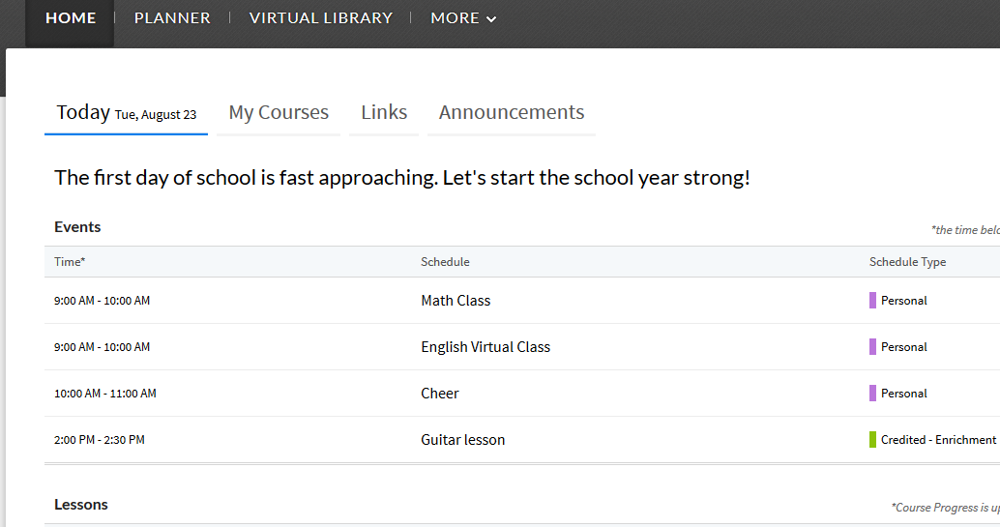 HOME PLANNER VIRTUAL LIBRARY MORE
Today Tue, August 23 My Courses Links Announcements
The first day of school is fast approaching. Let's start the school year strong!
Events
*the time
Time* Schedule Schedule Type
9:00 AM - 10:00 AM Math Class Personal
9:00 AM - 10:00 AM English Virtual Class Personal
10:00 AM - 11:00 AM Cheer Personal
2:00 PM - 2:30 PM Guitar lesson Credited - Enrichment
Lessons
*Course Progress is